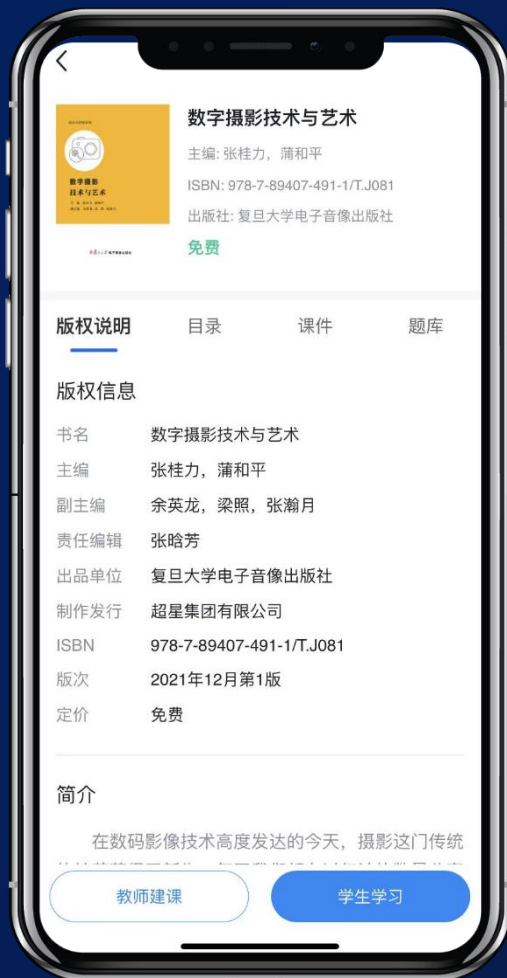 数字摄影
技术与艺术
数字摄影技术与艺术
主编: 张桂力，蒲和平
ISBN: 978-7-89407-491-1/T.J081
出版社: 复旦大学电子音像出版社
免费
版权说明 目录 课件 题库
版权信息
书名 数字摄影技术与艺术
主编 张桂力，蒲和平
副主编 余英龙，梁照，张瀚月
责任编辑 张晗芳
出品单位 复旦大学电子音像出版社
制作发行 超星集团有限公司
ISBN 978-7-89407-491-1/T.J081
版次 2021年12月第1版
定价 免费
简介
在数码影像技术高度发达的今天，摄影这门传统
教师建课 学生学习